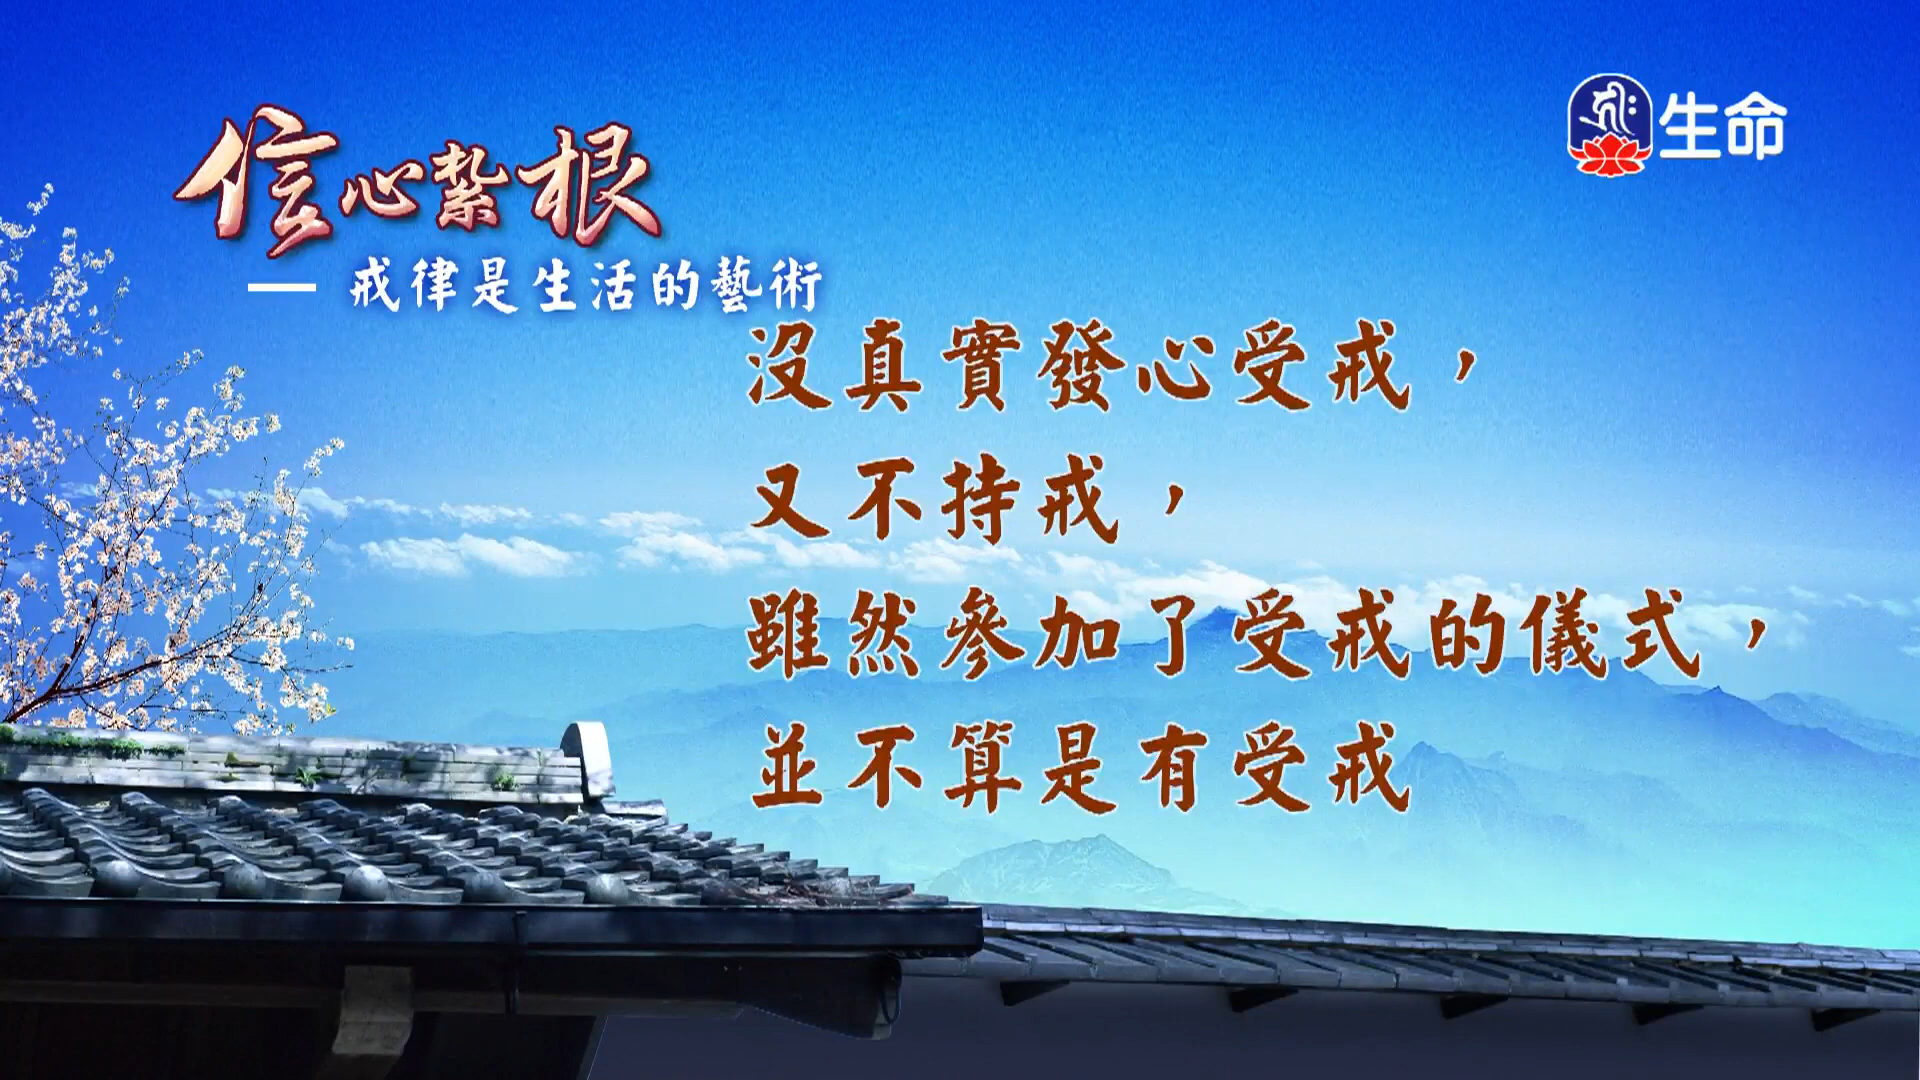 信心紮根
— 戒律是生活的藝術
生命
沒真實發心受戒，
又不持戒，
雖然參加了受戒的儀式，
並不算是有受戒